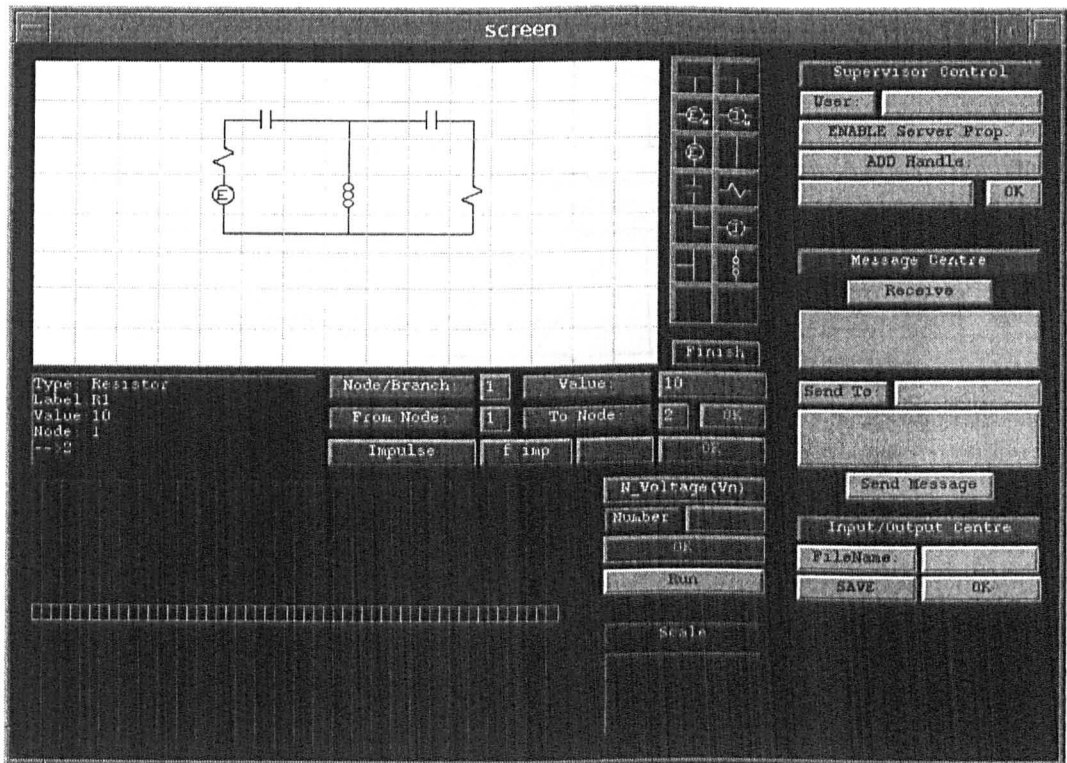 screen
E
E
E
I
Finish
Type: Resistor
Label R1
Value 10
Node 1
-->2
Node/Branch: 1 Value: 10
From Node: 1 To Node: 2 OK
Impulse f imp OK
N_Voltage(Vn)
Number
OK
Run
Scale
Supervisor Control
User:
ENABLE Server Prop.
ADD Handle:
OK
Message Centre
Receive
Send To:
Send Message
Input/Output Centre
FileName:
SAVE OK